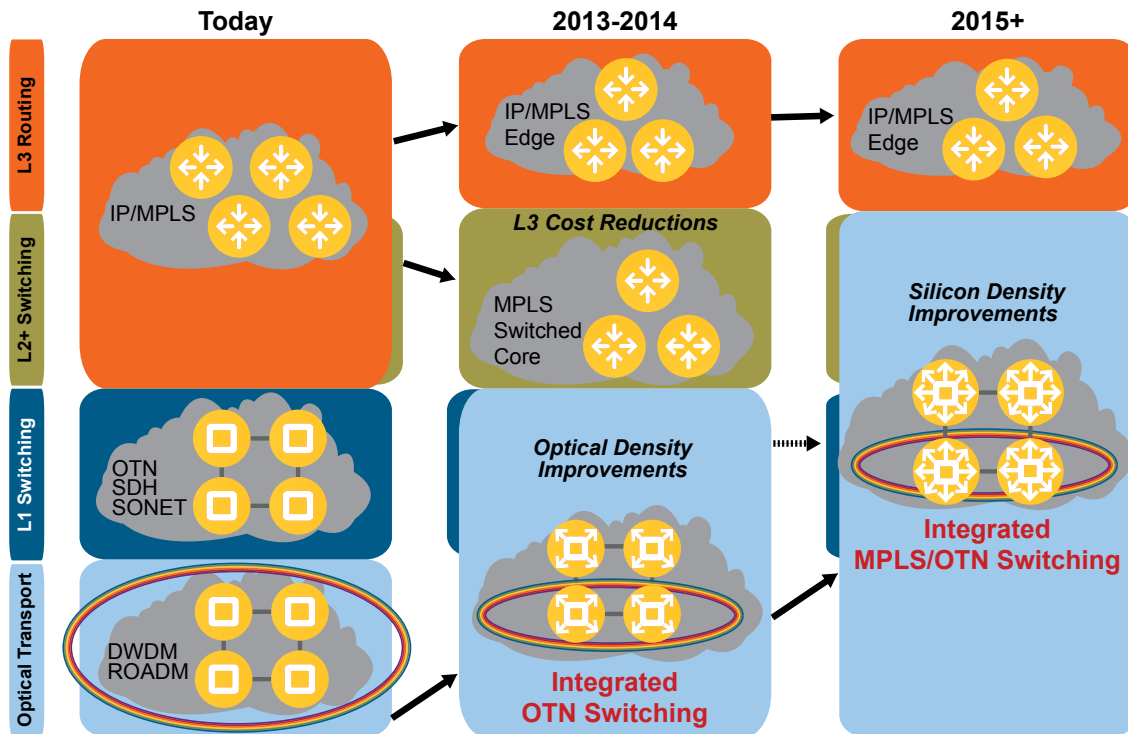 Today
2013-2014
2015+
L3 Routing
L2+ Switching
L1 Switching
Optical Transport
IP/MPLS
OTN
SDH
SONET
DWDM
ROADM
IP/MPLS
Edge
L3 Cost Reductions
MPLS
Switched
Core
Optical Density
Improvements
Integrated
OTN Switching
IP/MPLS
Edge
Silicon Density
Improvements
Integrated
MPLS/OTN Switching